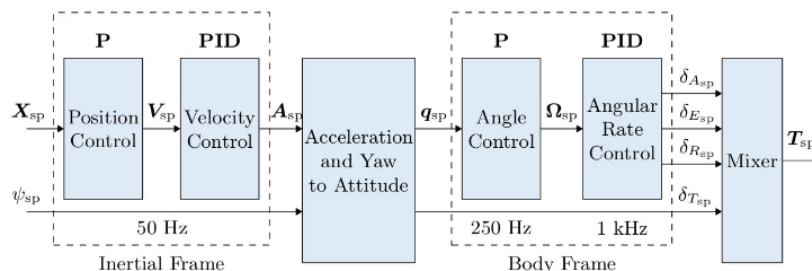 P
PID
P
PID
X_sp
Position
Control
V_sp
Velocity
Control
A_sp
Acceleration
and Yaw
to Attitude
q_sp
Angle
Control
Ω_sp
Angular
Rate
Control
δ_A_sp
δ_E_sp
δ_R_sp
δ_T_sp
Mixer
T_sp
ψ_sp
50 Hz
250 Hz
1 kHz
Inertial Frame
Body Frame